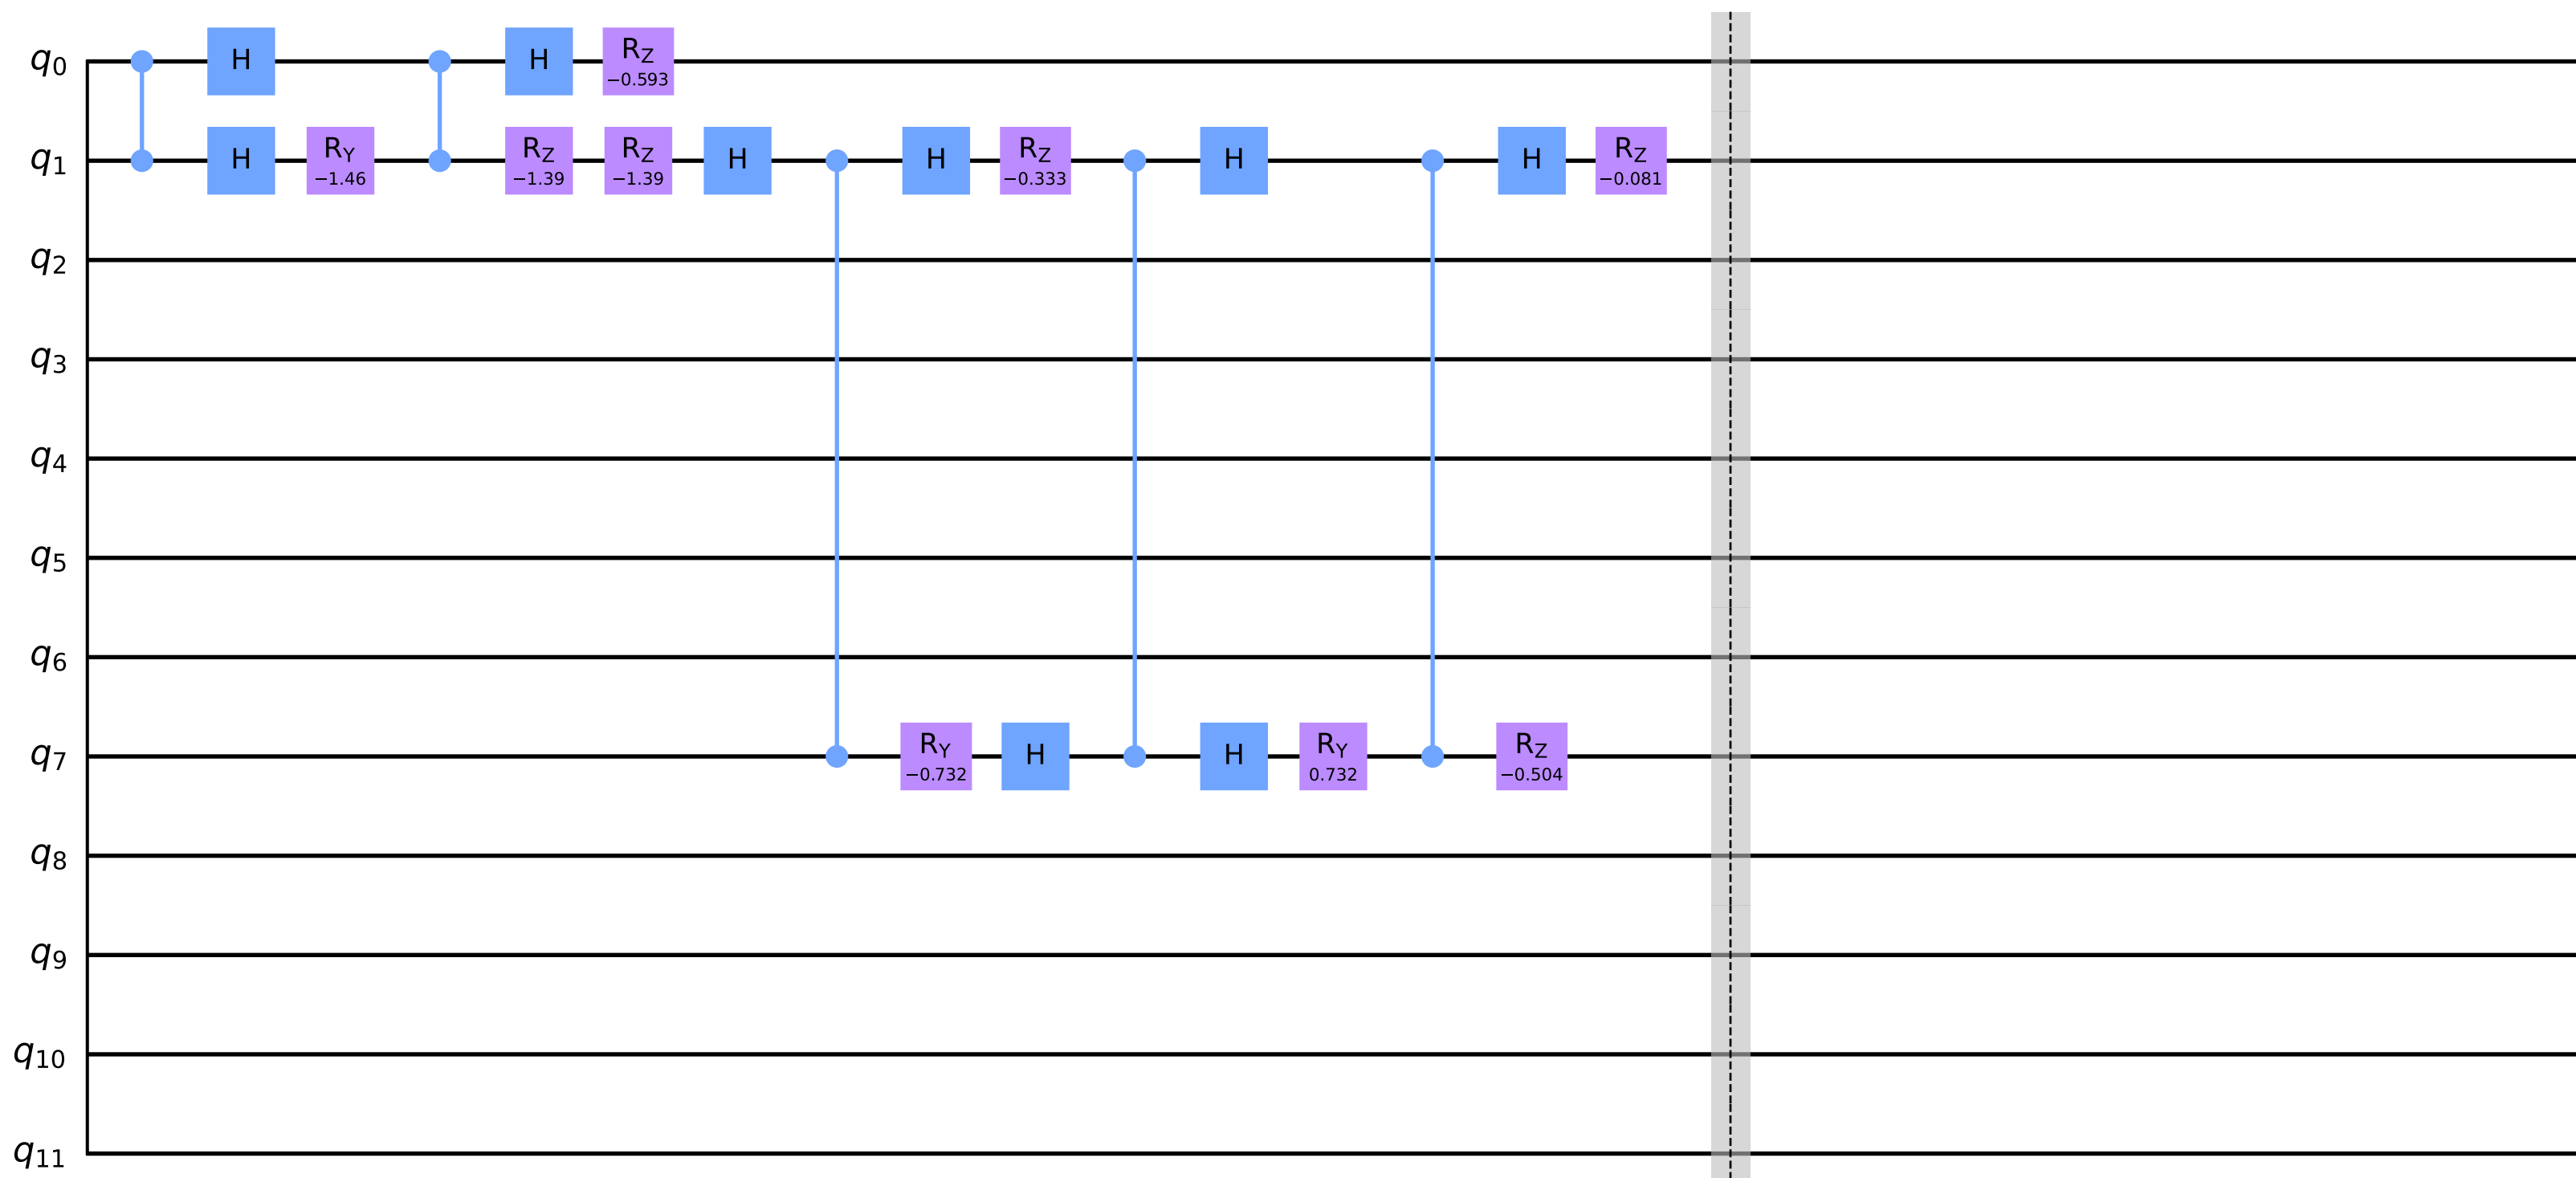 q0 H H RZ
−0.593
q1 H RY RZ RZ H H RZ H H RZ
−1.46 −1.39 −1.39 −0.333 −0.081
q2
q3
q4
q5
q6
q7 RY H H RY RZ
−0.732 0.732 −0.504
q8
q9
q10
q11